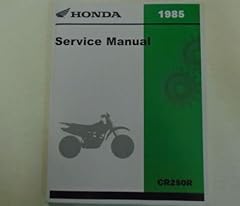 HONDA
1985
Service Manual
CR250R